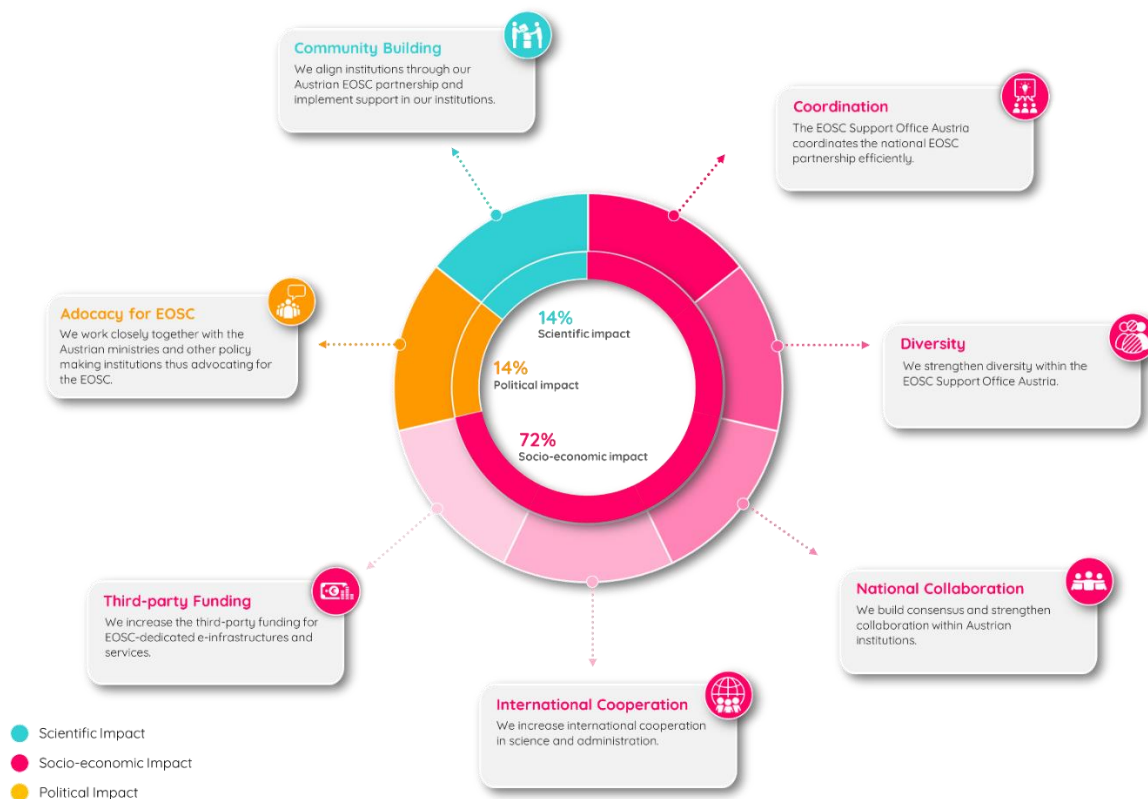 Community Building
We align institutions through our
Austrian EOSC partnership and
implement support in our institutions.
Coordination
The EOSC Support Office Austria
coordinates the national EOSC
partnership efficiently.
Adocacy for EOSC
We work closely together with the
Austrian ministries and other policy
making institutions thus advocating for
the EOSC.
14%
Scientific impact
14%
Political impact
72%
Socio-economic impact
Diversity
We strengthen diversity within the
EOSC Support Office Austria.
Third-party Funding
We increase the third-party funding for
EOSC-dedicated e-infrastructures and
services.
National Collaboration
We build consensus and strengthen
collaboration within Austrian
institutions.
International Cooperation
We increase international cooperation
in science and administration.
Scientific Impact
Socio-economic Impact
Political Impact